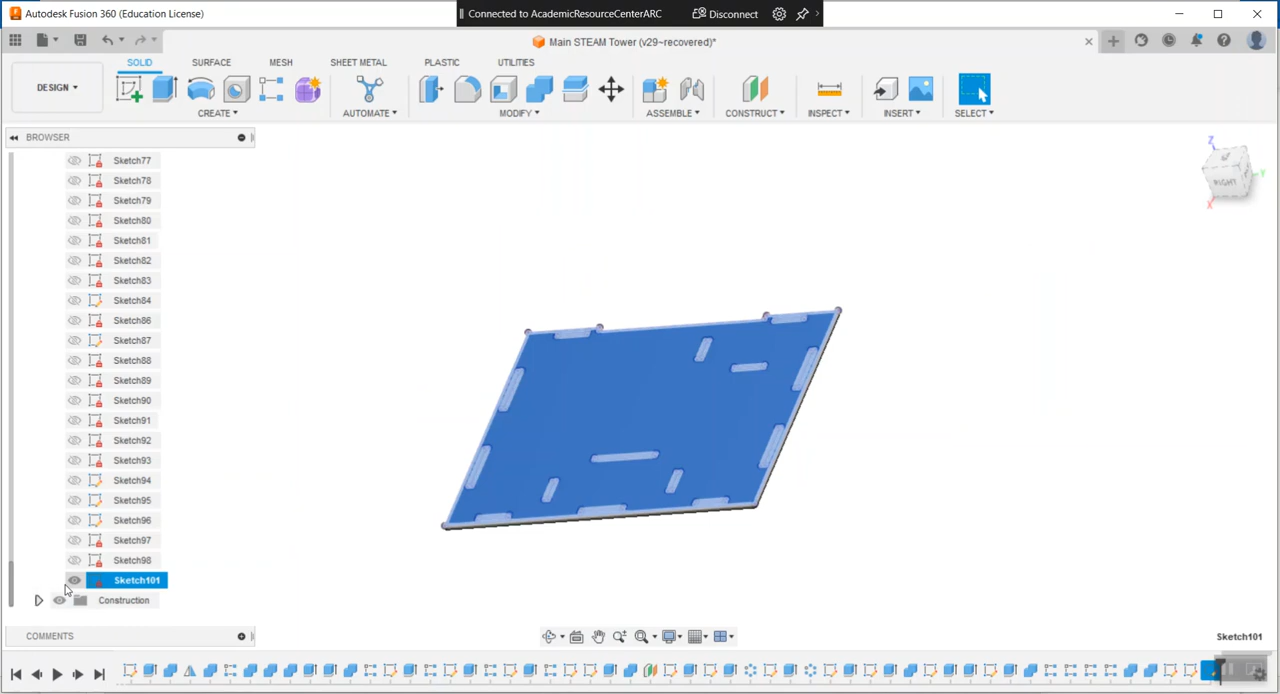 Autodesk Fusion 360 (Education License)
Connected to AcademicResourceCenterARC
Disconnect
Main STEAM Tower (v29~recovered)*
DESIGN
SOLID
SURFACE
MESH
SHEET METAL
PLASTIC
UTILITIES
CREATE
AUTOMATE
MODIFY
ASSEMBLE
CONSTRUCT
INSPECT
INSERT
SELECT
BROWSER
Sketch77
Sketch78
Sketch79
Sketch80
Sketch81
Sketch82
Sketch83
Sketch84
Sketch86
Sketch87
Sketch88
Sketch89
Sketch90
Sketch91
Sketch92
Sketch93
Sketch94
Sketch95
Sketch96
Sketch97
Sketch98
Sketch101
Construction
Z
Y
X
RIGHT
COMMENTS
Sketch101